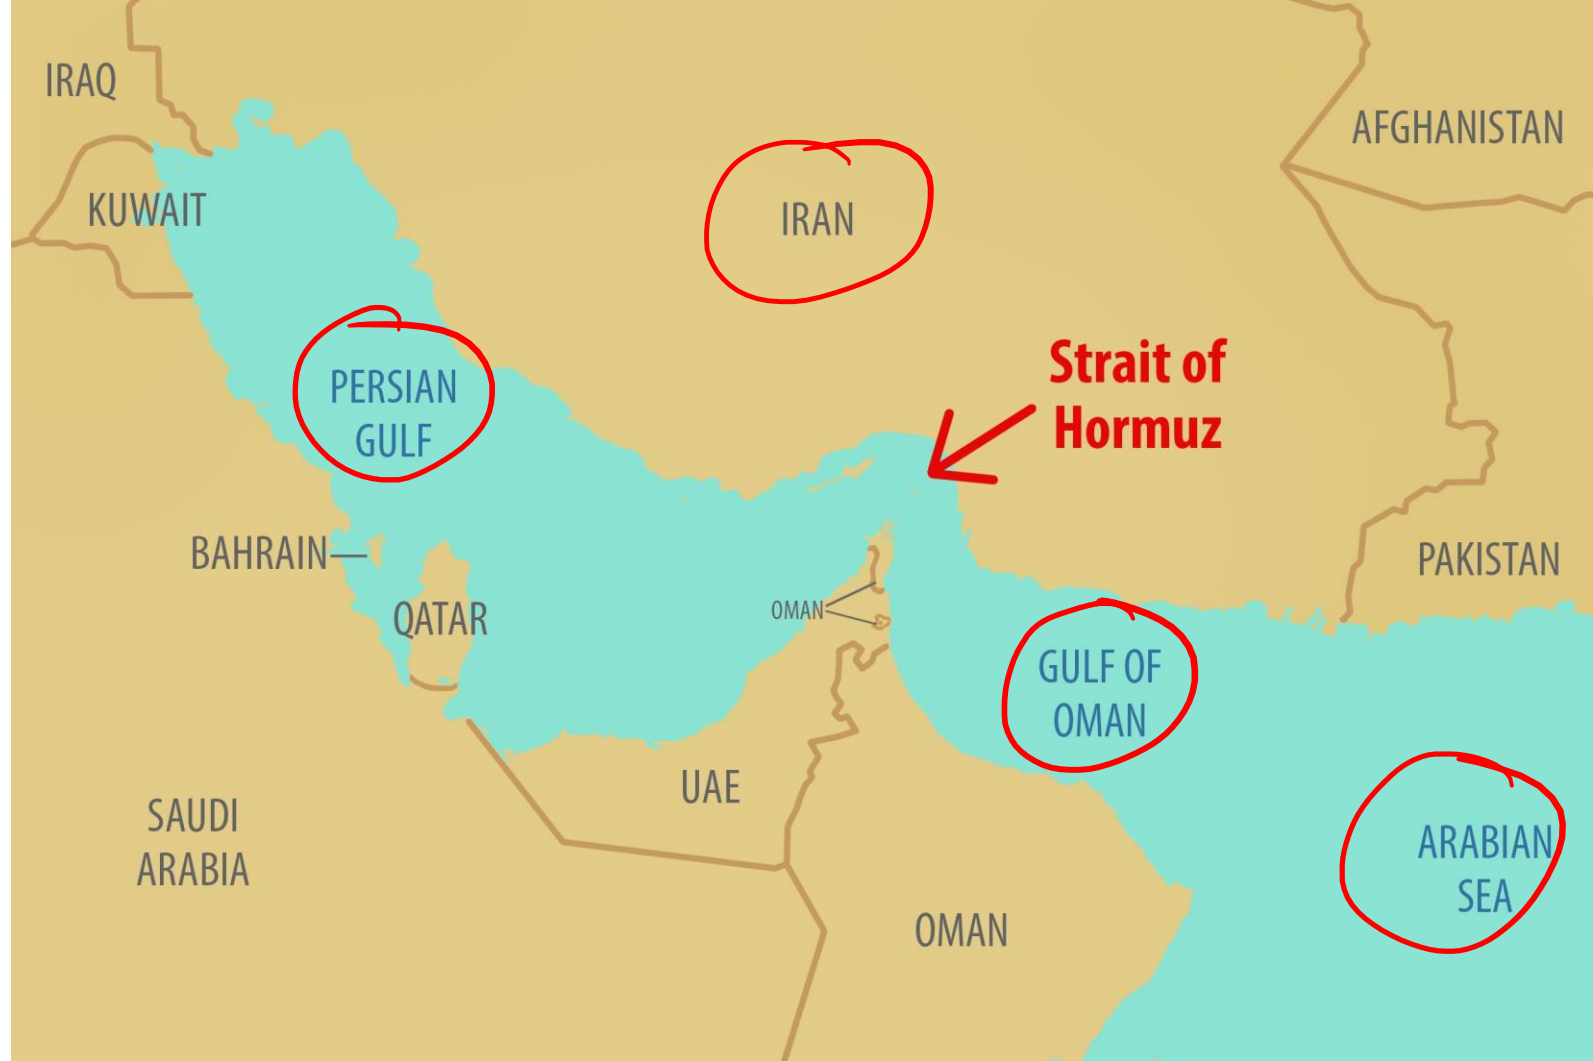 IRAQ
AFGHANISTAN
KUWAIT
IRAN
Strait of
Hormuz
PERSIAN
GULF
BAHRAIN
PAKISTAN
QATAR
OMAN
GULF OF
OMAN
UAE
SAUDI
ARABIA
ARABIAN
SEA
OMAN